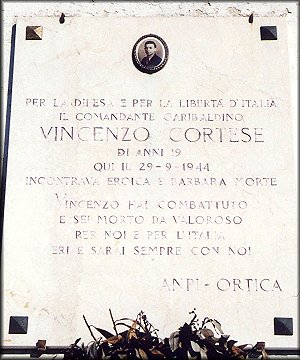 PER LA DIFESA E PER LA LIBERTA' D'ITALIA
IL COMANDANTE GARIBALDINO
VINCENZO CORTESE
DI ANNI 19
QUI IL 29-9-1944
INCONTRAVA EROICA E BARBARA MORTE
VINCENZO HAI COMBATTUTO
E SEI MORTO DA VALOROSO
PER NOI E PER L'ITALIA
ERI E SARAI SEMPRE CON NOI
ANPI-ORTICA